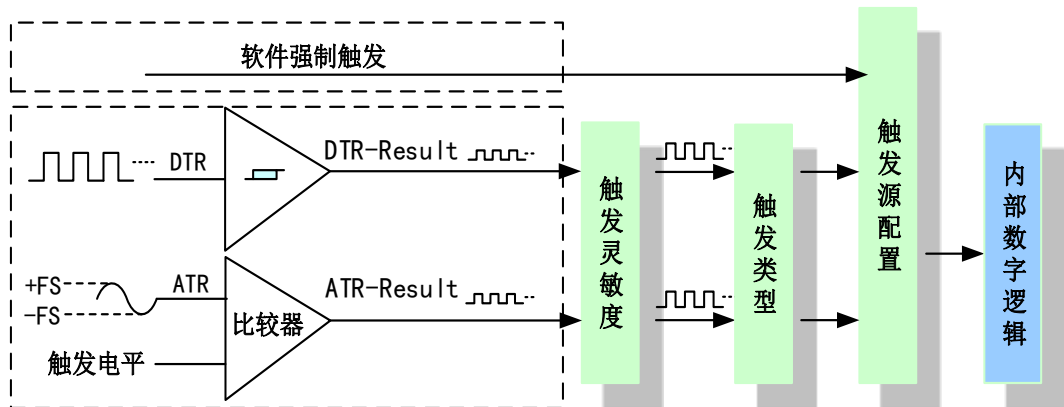 软件强制触发
DTR
DTR-Result
+FS
-FS
ATR
比较器
ATR-Result
触发电平
触发灵敏度
触发类型
触发源配置
内部数字逻辑